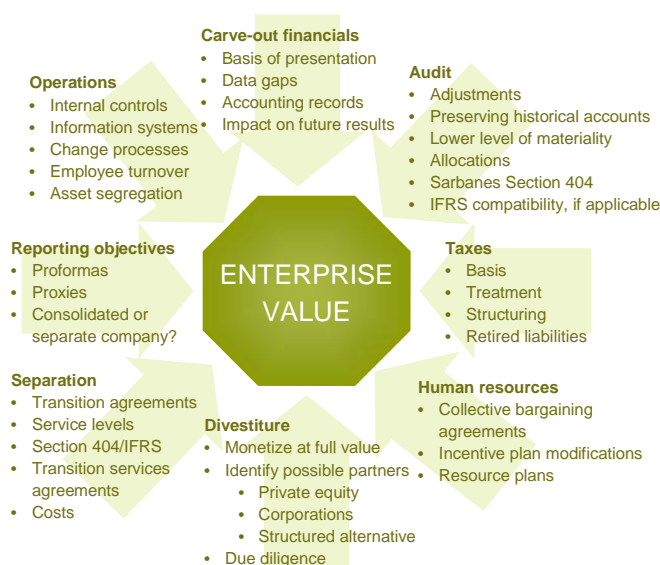 Carve-out financials
• Basis of presentation
• Data gaps
• Accounting records
• Impact on future results
Audit
• Adjustments
• Preserving historical accounts
• Lower level of materiality
• Allocations
• Sarbanes Section 404
• IFRS compatibility, if applicable
Operations
• Internal controls
• Information systems
• Change processes
• Employee turnover
• Asset segregation
Reporting objectives
• Proformas
• Proxies
• Consolidated or
separate company?
ENTERPRISE
VALUE
Taxes
• Basis
• Treatment
• Structuring
• Retired liabilities
Separation
• Transition agreements
• Service levels
• Section 404/IFRS
• Transition services
agreements
• Costs
Divestiture
• Monetize at full value
• Identify possible partners
• Private equity
• Corporations
• Structured alternative
• Due diligence
Human resources
• Collective bargaining
agreements
• Incentive plan modifications
• Resource plans